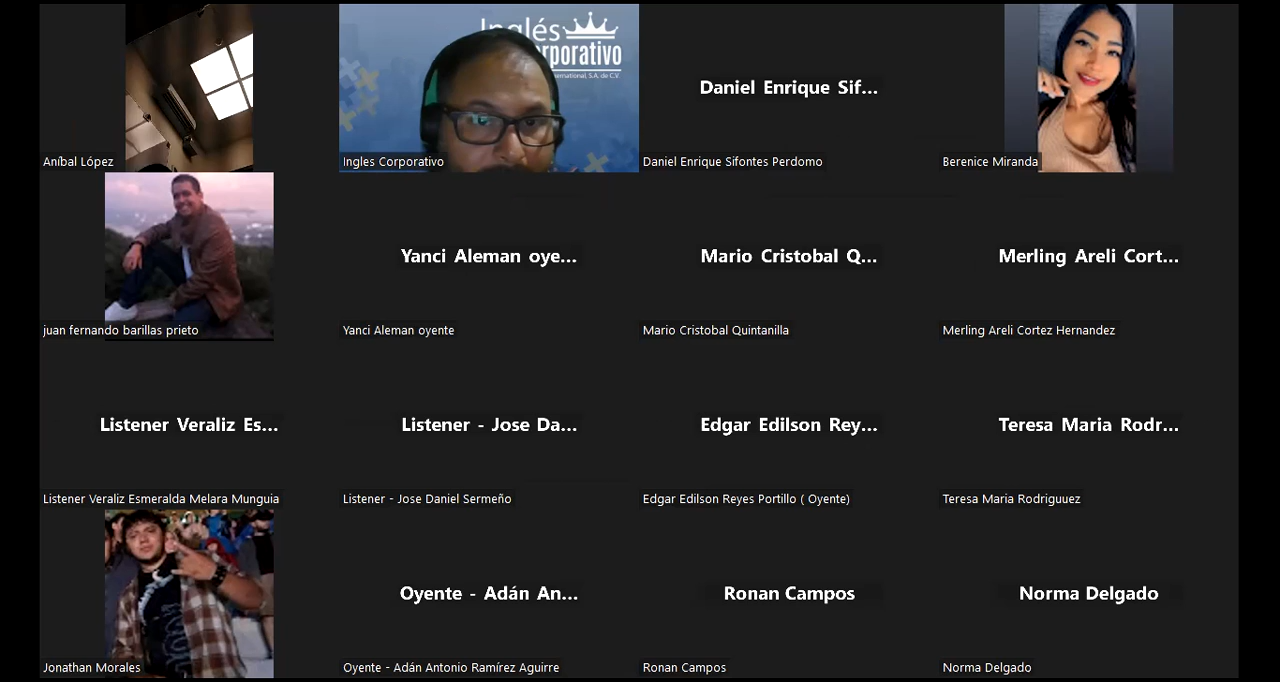 Inglés
orporativo
International, S.A. de C.V.
Daniel Enrique Sif...
Aníbal López
Ingles Corporativo
Daniel Enrique Sifontes Perdomo
Berenice Miranda
Yanci Aleman oye...
Mario Cristobal Q...
Merling Areli Cort...
juan fernando barillas prieto
Yanci Aleman oyente
Mario Cristobal Quintanilla
Merling Areli Cortez Hernandez
Listener Veraliz Es...
Listener - Jose Da...
Edgar Edilson Rey...
Teresa Maria Rodr...
Listener Veraliz Esmeralda Melara Munguia
Listener - Jose Daniel Sermeño
Edgar Edilson Reyes Portillo ( Oyente)
Teresa Maria Rodriguuez
Oyente - Adán An...
Ronan Campos
Norma Delgado
Jonathan Morales
Oyente - Adán Antonio Ramírez Aguirre
Ronan Campos
Norma Delgado